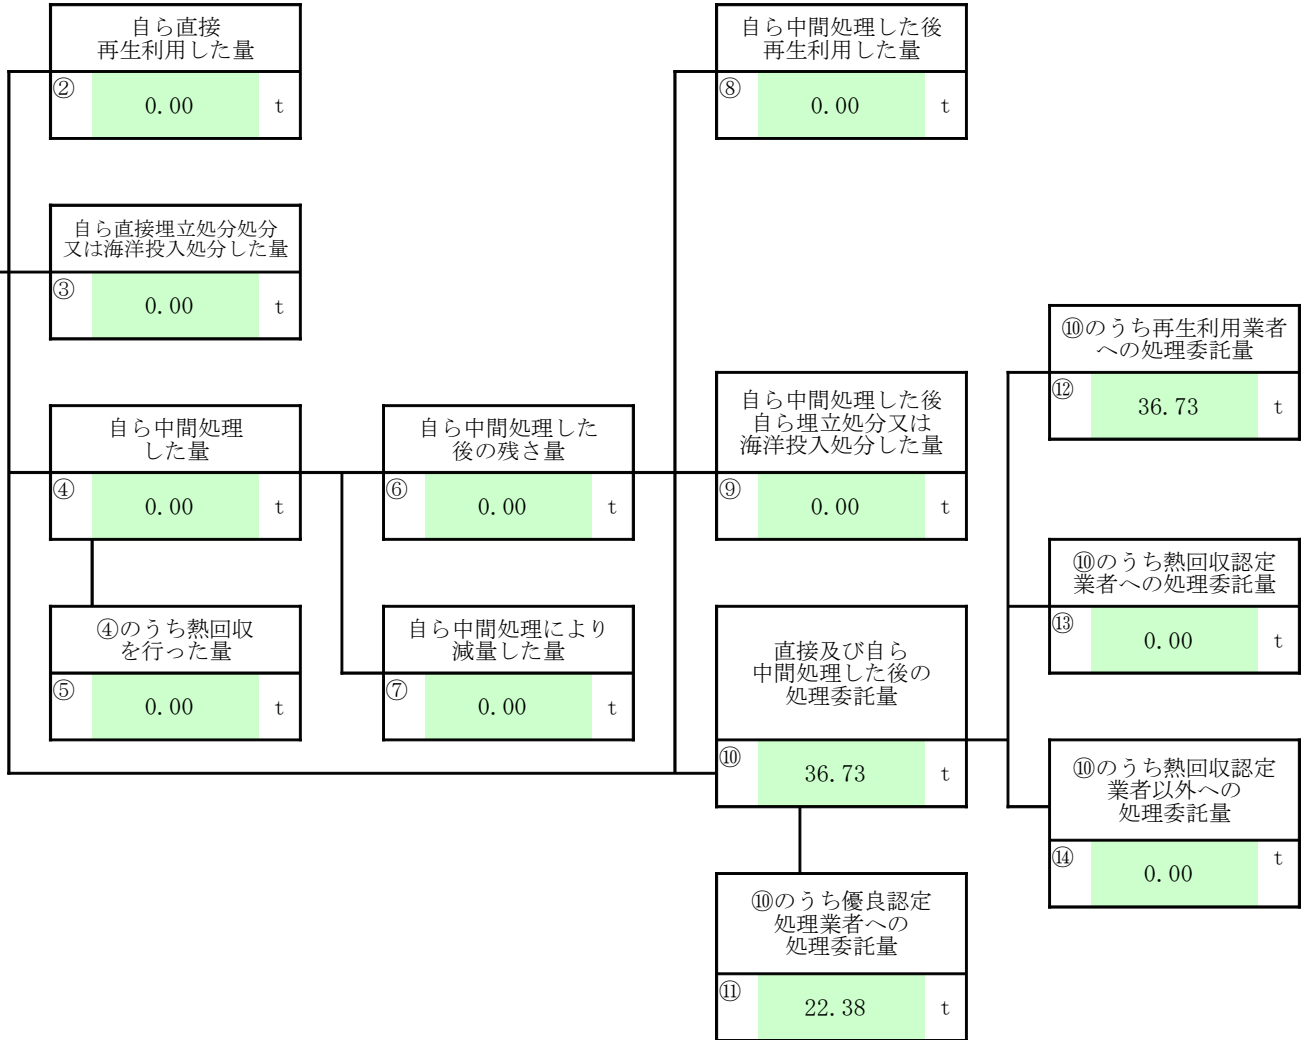 自ら直接
再生利用した量
②
0.00
t
自ら中間処理した後
再生利用した量
⑧
0.00
t
自ら直接埋立処分処分
又は海洋投入処分した量
③
0.00
t
⑩のうち再生利用業者
への処理委託量
⑫
36.73
t
自ら中間処理
した量
④
0.00
t
自ら中間処理した
後の残さ量
⑥
0.00
t
自ら中間処理した後
自ら埋立処分又は
海洋投入処分した量
⑨
0.00
t
⑩のうち熱回収認定
業者への処理委託量
⑬
0.00
t
④のうち熱回収
を行った量
⑤
0.00
t
自ら中間処理により
減量した量
⑦
0.00
t
直接及び自ら
中間処理した後の
処理委託量
⑩
36.73
t
⑩のうち熱回収認定
業者以外への
処理委託量
⑭
0.00
t
⑩のうち優良認定
処理業者への
処理委託量
⑪
22.38
t